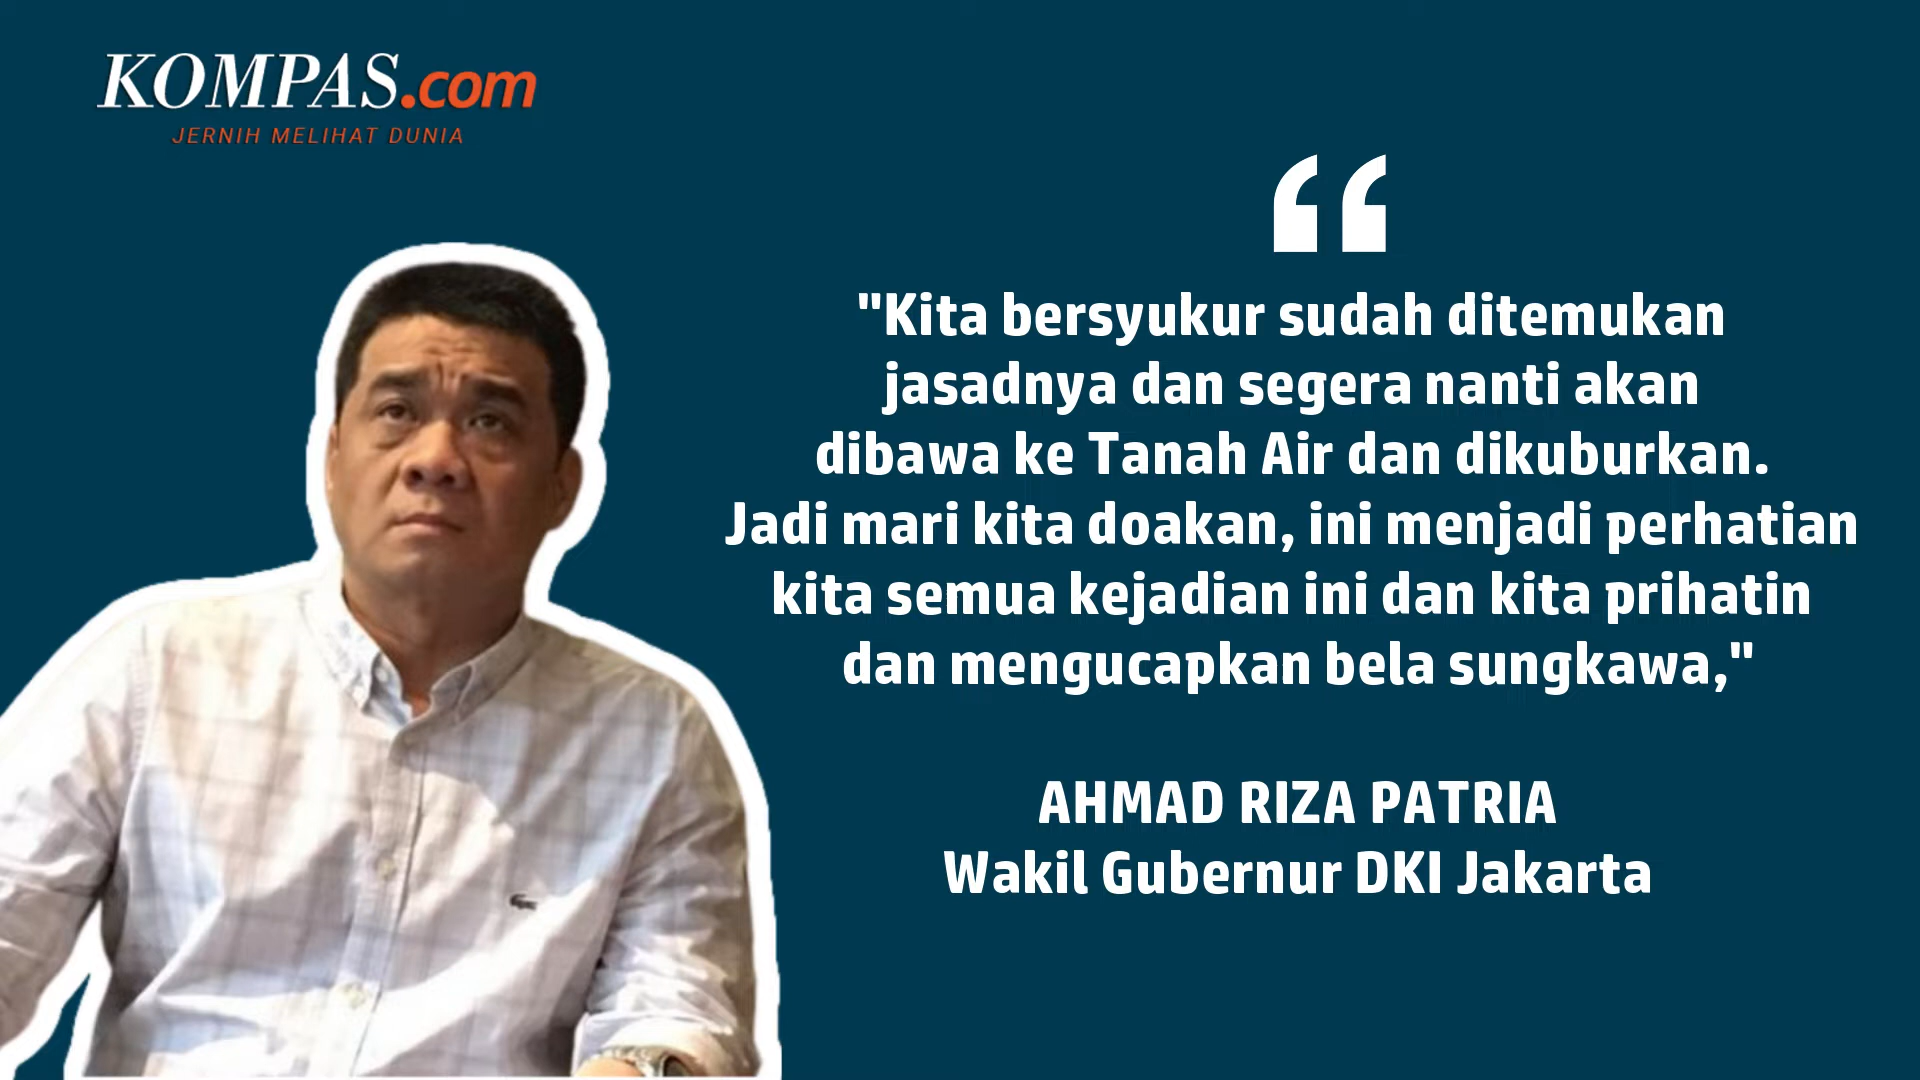 KOMPAS.com
JERNIH MELIHAT DUNIA
"Kita bersyukur sudah ditemukan
jasadnya dan segera nanti akan
dibawa ke Tanah Air dan dikuburkan.
Jadi mari kita doakan, ini menjadi perhatian
kita semua kejadian ini dan kita prihatin
dan mengucapkan bela sungkawa,"
AHMAD RIZA PATRIA
Wakil Gubernur DKI Jakarta